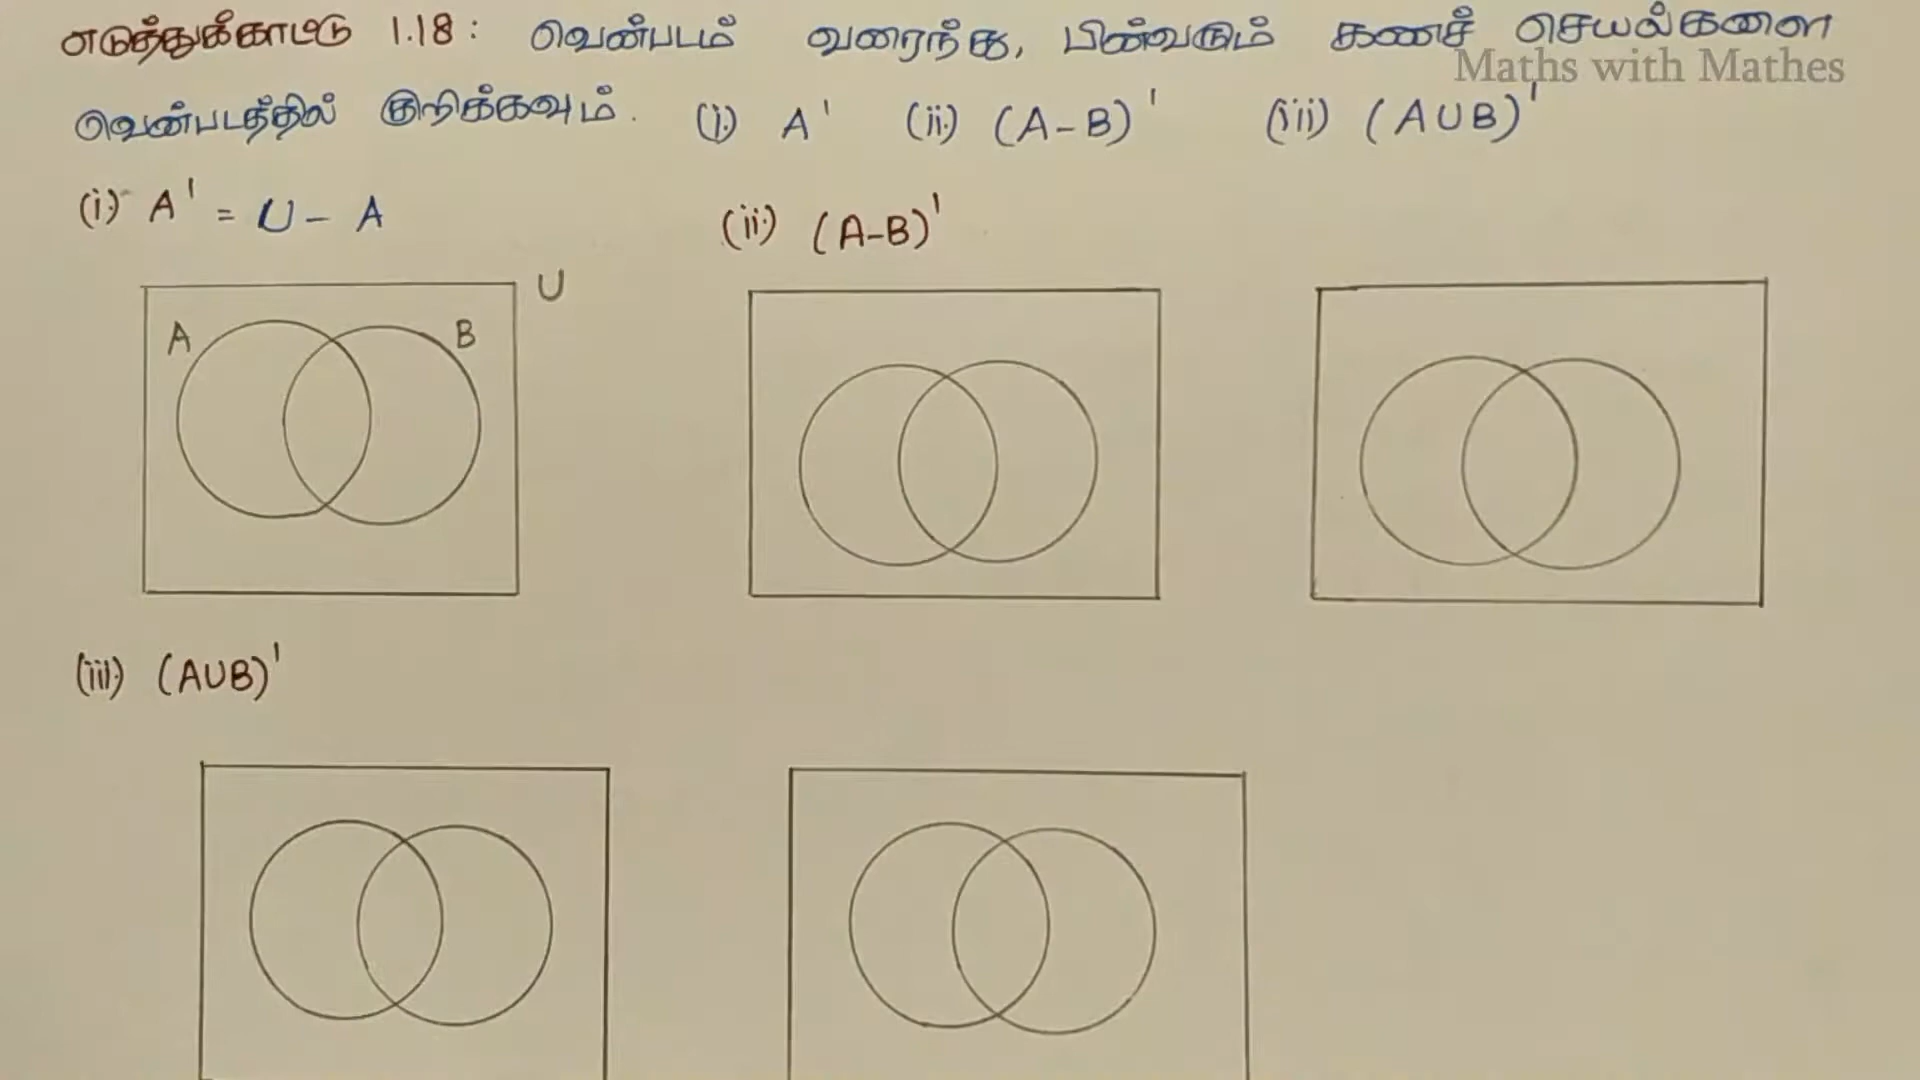 எடுத்துக்காட்டு 1.18: வென்படம் வரைந்து, பின்வரும் கணச் செயல்களை
Maths with Mathes
வென்படத்தில் குறிக்கவும். (i) A' (ii) (A-B)' (iii) (AUB)'
(i) A' = U - A
(ii) (A-B)'
U
A B
(iii) (AUB)'